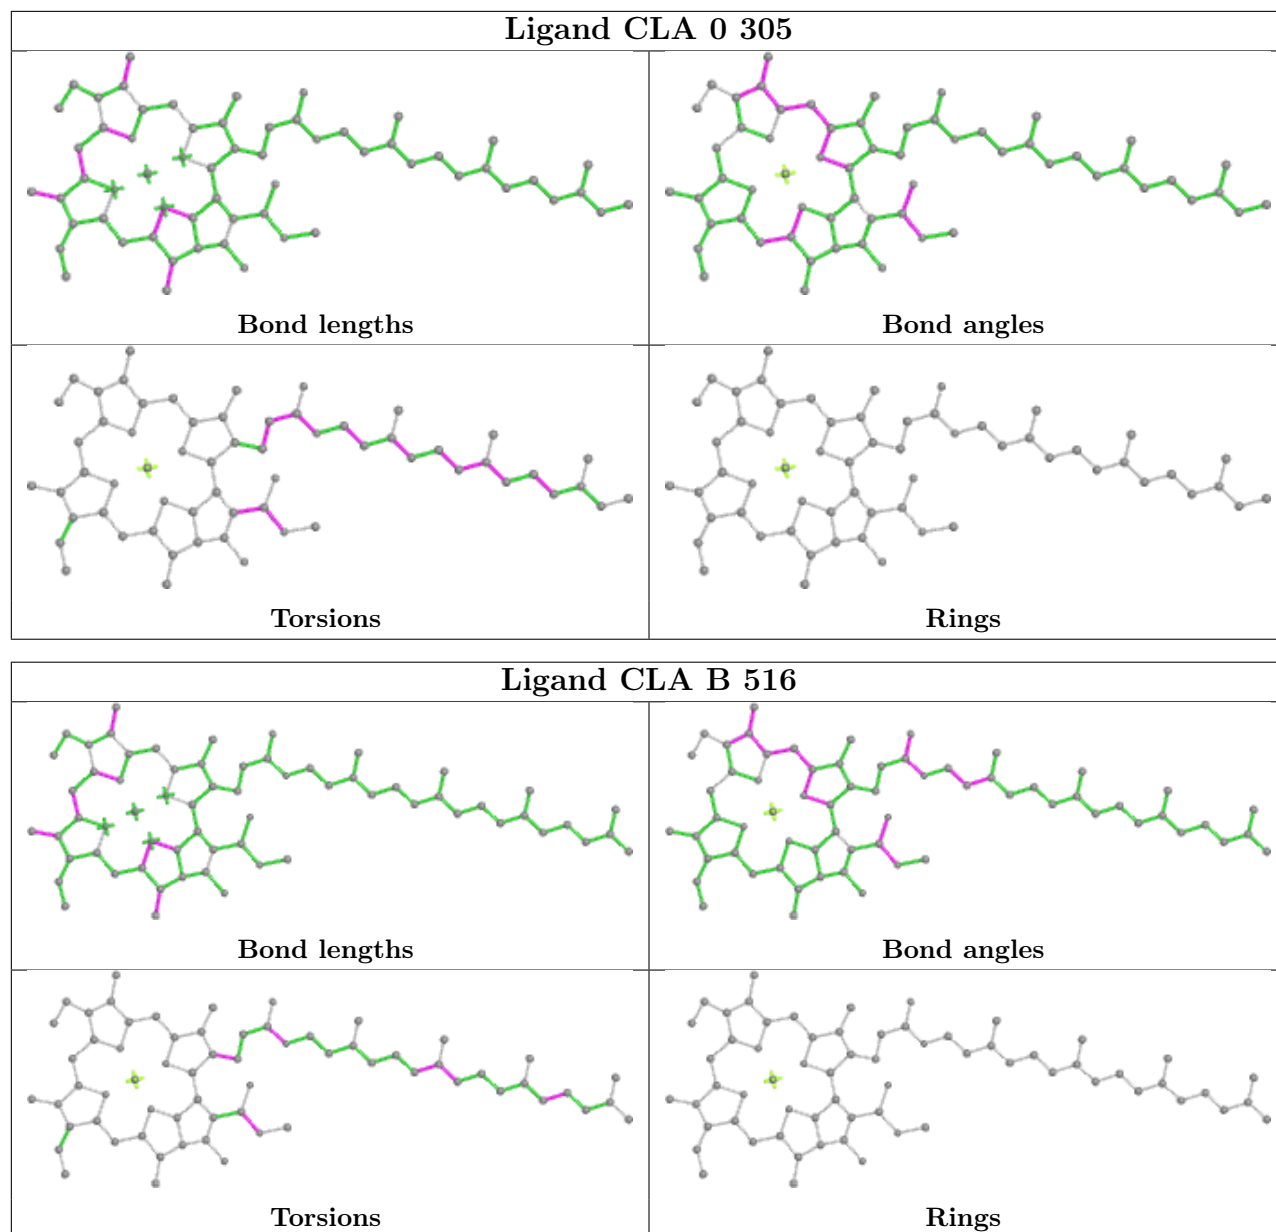 Ligand CLA 0 305
Bond lengths
Bond angles
Torsions
Rings
Ligand CLA B 516
Bond lengths
Bond angles
Torsions
Rings